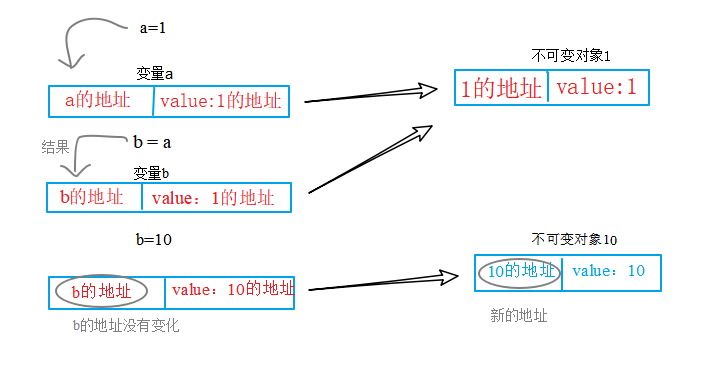 a=1
不可变对象1
变量a
a的地址 value:1的地址
1的地址 value:1
结果
b = a
变量b
b的地址 value：1的地址
b=10
不可变对象10
b的地址 value：10的地址
10的地址 value：10
b的地址没有变化
新的地址